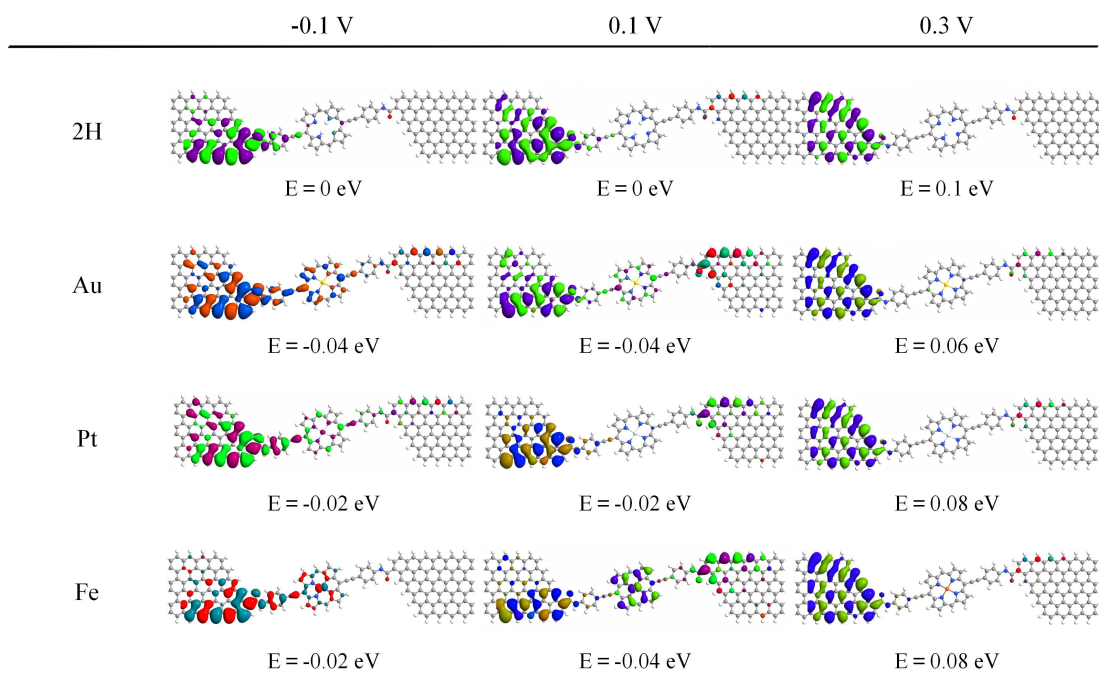 -0.1 V 0.1 V 0.3 V
2H
E = 0 eV E = 0 eV E = 0.1 eV
Au
E = -0.04 eV E = -0.04 eV E = 0.06 eV
Pt
E = -0.02 eV E = -0.02 eV E = 0.08 eV
Fe
E = -0.02 eV E = -0.04 eV E = 0.08 eV